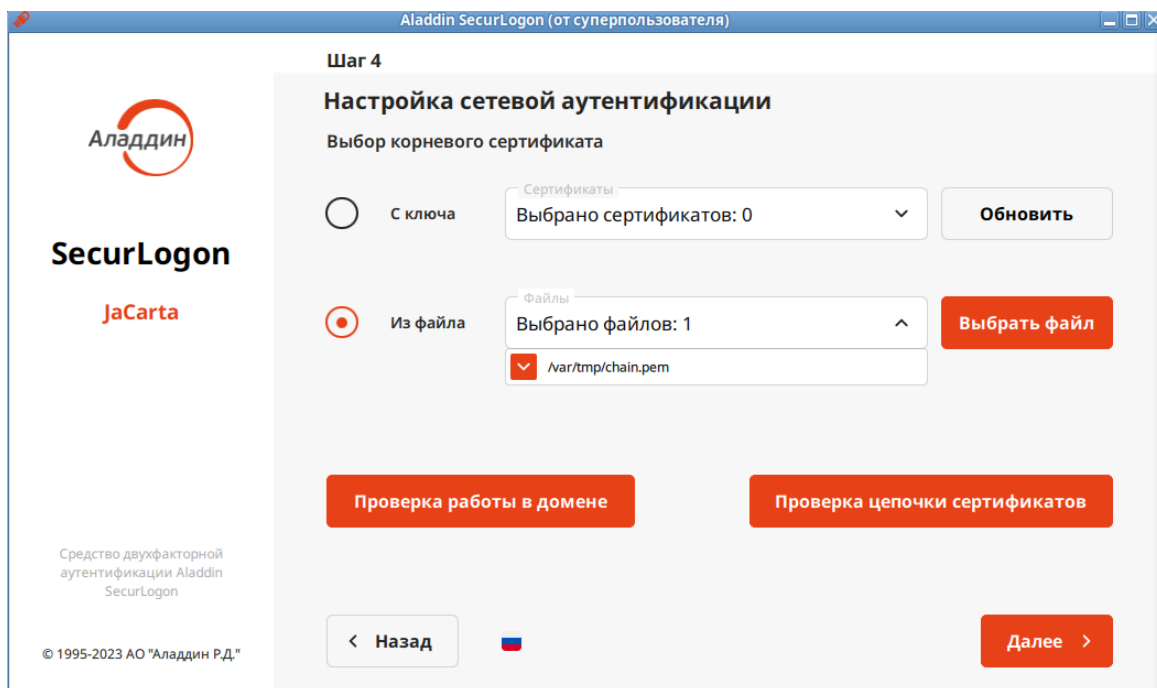 Aladdin SecurLogon (от суперпользователя)
Шаг 4
Настройка сетевой аутентификации
Выбор корневого сертификата
Аладдин
SecurLogon
JaCarta
С ключа
Сертификаты
Выбрано сертификатов: 0
Обновить
Из файла
Файлы
Выбрано файлов: 1
Выбрать файл
/var/tmp/chain.pem
Проверка работы в домене
Проверка цепочки сертификатов
Средство двухфакторной
аутентификации Aladdin
SecurLogon
© 1995-2023 АО "Аладдин Р.Д."
Назад
Далее